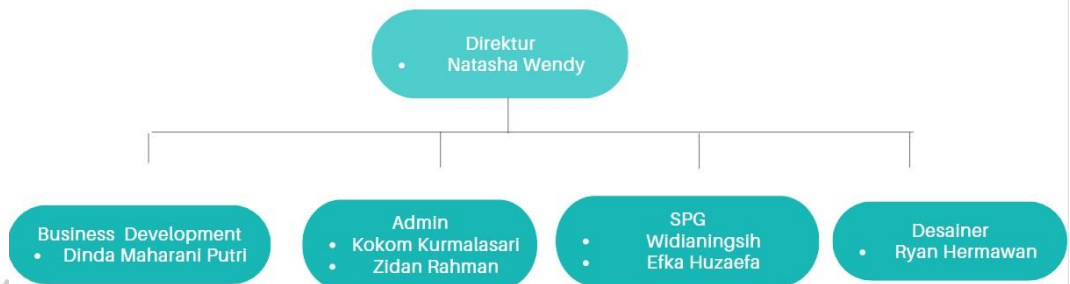 Direktur
• Natasha Wendy
Business Development
• Dinda Maharani Putri
Admin
• Kokom Kurmalasari
• Zidan Rahman
SPG
• Widianingsih
• Efka Huzaefa
Desainer
• Ryan Hermawan